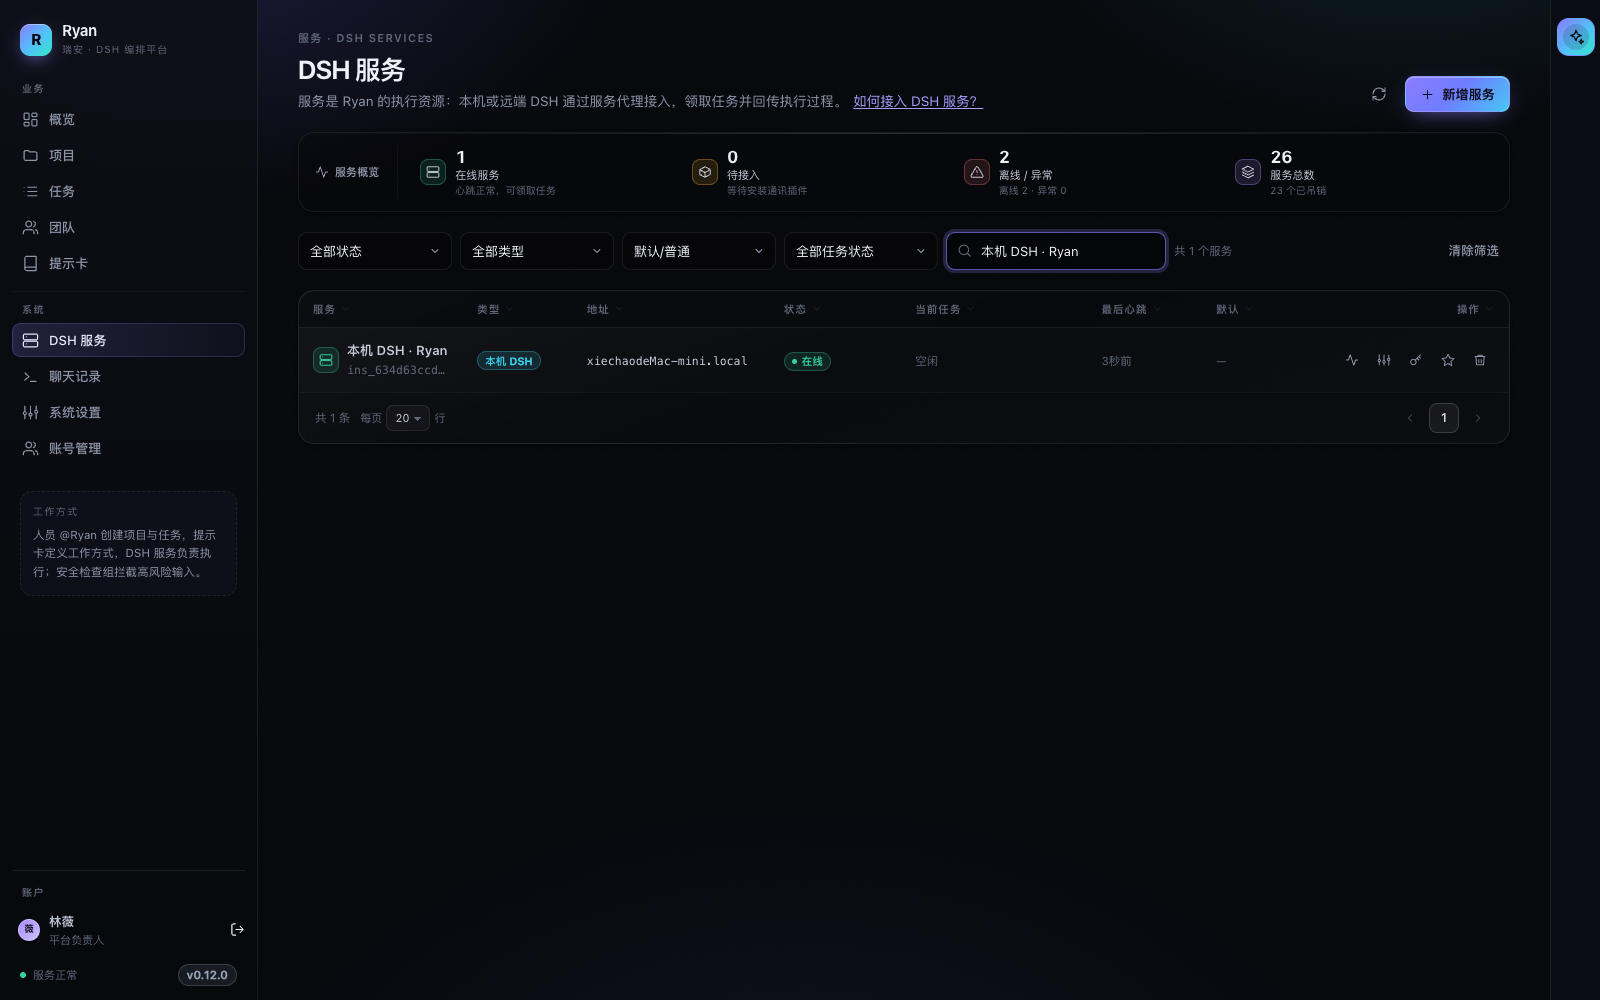 R
Ryan
瑞安 · DSH 编排平台
业务
概览
项目
任务
团队
提示卡
系统
DSH 服务
聊天记录
系统设置
账号管理
工作方式
人员 @Ryan 创建项目与任务，提示
卡定义工作方式，DSH 服务负责执
行；安全检查组拦截高风险输入。
账户
薇
林薇
平台负责人
服务正常
v0.12.0
服务 · DSH SERVICES
DSH 服务
服务是 Ryan 的执行资源：本机或远端 DSH 通过服务代理接入，领取任务并回传执行过程。 如何接入 DSH 服务？
新增服务
服务概览
1
在线服务
心跳正常，可领取任务
0
待接入
等待安装通讯插件
2
离线 / 异常
离线 2 · 异常 0
26
服务总数
23 个已吊销
全部状态
全部类型
默认/普通
全部任务状态
本机 DSH · Ryan
共 1 个服务
清除筛选
服务 类型 地址 状态 当前任务 最后心跳 默认 操作
本机 DSH · Ryan
ins_634d63ccd…
本机 DSH
xiechaodeMac-mini.local
在线
空闲
3秒前
—
共 1 条 每页 20 行
1